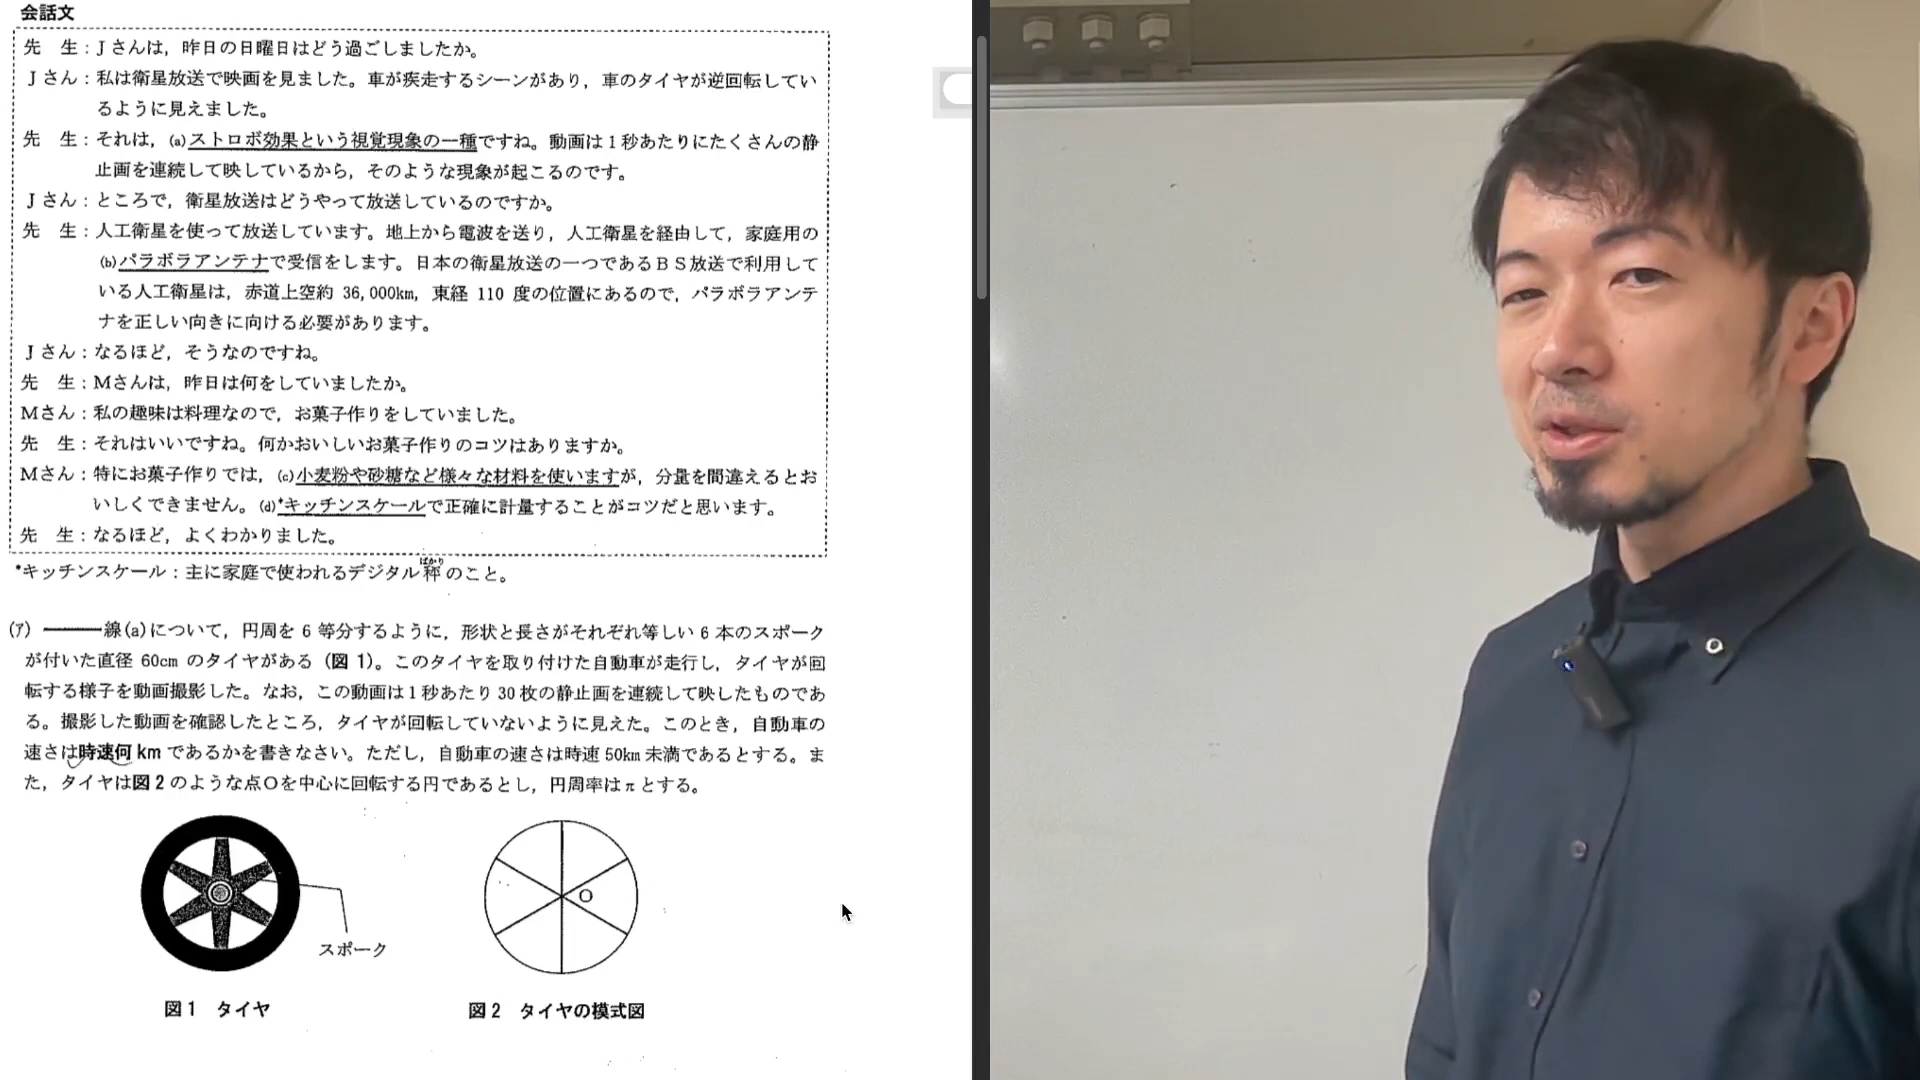 会話文
先　生：Ｊさんは，昨日の日曜日はどう過ごしましたか。
Ｊさん：私は衛星放送で映画を見ました。車が疾走するシーンがあり，車のタイヤが逆回転してい
るように見えました。
先　生：それは，(a)ストロボ効果という視覚現象の一種ですね。動画は１秒あたりにたくさんの静
止画を連続して映しているから，そのような現象が起こるのです。
Ｊさん：ところで，衛星放送はどうやって放送しているのですか。
先　生：人工衛星を使って放送しています。地上から電波を送り，人工衛星を経由して，家庭用の
(b)パラボラアンテナで受信をします。日本の衛星放送の一つであるＢＳ放送で利用して
いる人工衛星は，赤道上空約 36,000km，東経 110 度の位置にあるので，パラボラアンテ
ナを正しい向きに向ける必要があります。
Ｊさん：なるほど，そうなのですね。
先　生：Ｍさんは，昨日は何をしていましたか。
Ｍさん：私の趣味は料理なので，お菓子作りをしていました。
先　生：それはいいですね。何かおいしいお菓子作りのコツはありますか。
Ｍさん：特にお菓子作りでは，(c)小麦粉や砂糖など様々な材料を使いますが，分量を間違えるとお
いしくできません。(d)*キッチンスケールで正確に計量することがコツだと思います。
先　生：なるほど，よくわかりました。
*キッチンスケール：主に家庭で使われるデジタル秤のこと。
ばかり
(ｱ) ―――線(a)について，円周を 6 等分するように，形状と長さがそれぞれ等しい 6 本のスポーク
が付いた直径 60cm のタイヤがある（図 1）。このタイヤを取り付けた自動車が走行し，タイヤが回
転する様子を動画撮影した。なお，この動画は１秒あたり 30 枚の静止画を連続して映したものであ
る。撮影した動画を確認したところ，タイヤが回転していないように見えた。このとき，自動車の
速さは時速何 km であるかを書きなさい。ただし，自動車の速さは時速 50km 未満であるとする。ま
た，タイヤは図 2 のような点Ｏを中心に回転する円であるとし，円周率はπとする。
スポーク
Ｏ
図１　タイヤ
図２　タイヤの模式図